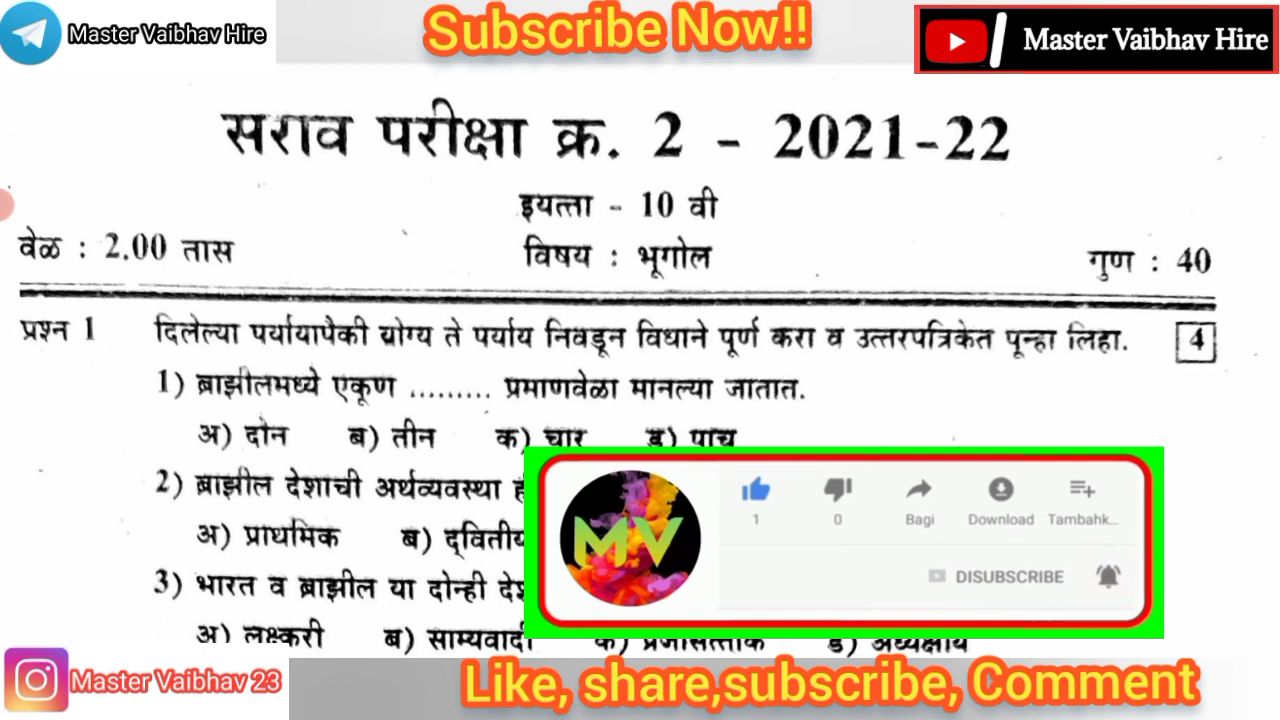 Master Vaibhav Hire
Subscribe Now!!
Master Vaibhav Hire
सराव परीक्षा क्र. 2 - 2021-22
इयत्ता - 10 वी
वेळ : 2.00 तास विषय : भूगोल गुण : 40
प्रश्न 1 दिलेल्या पर्यायापैकी योग्य ते पर्याय निवडून विधाने पूर्ण करा व उत्तरपत्रिकेत पून्हा लिहा. 4
1) ब्राझीलमध्ये एकूण ......... प्रमाणवेळा मानल्या जातात.
अ) दोन ब) तीन क) चार ड) पाच
2) ब्राझील देशाची अर्थव्यवस्था
अ) प्राथमिक ब)
3) भारत व ब्राझील या दोन्ही
अ) लष्करी ब) साम्यवादी क) प्रजासत्ताक ड) अध्यक्षीय
MV
1 0 Bagi Download Tambahk...
DISUBSCRIBE
Master Vaibhav 23
Like, share,subscribe, Comment